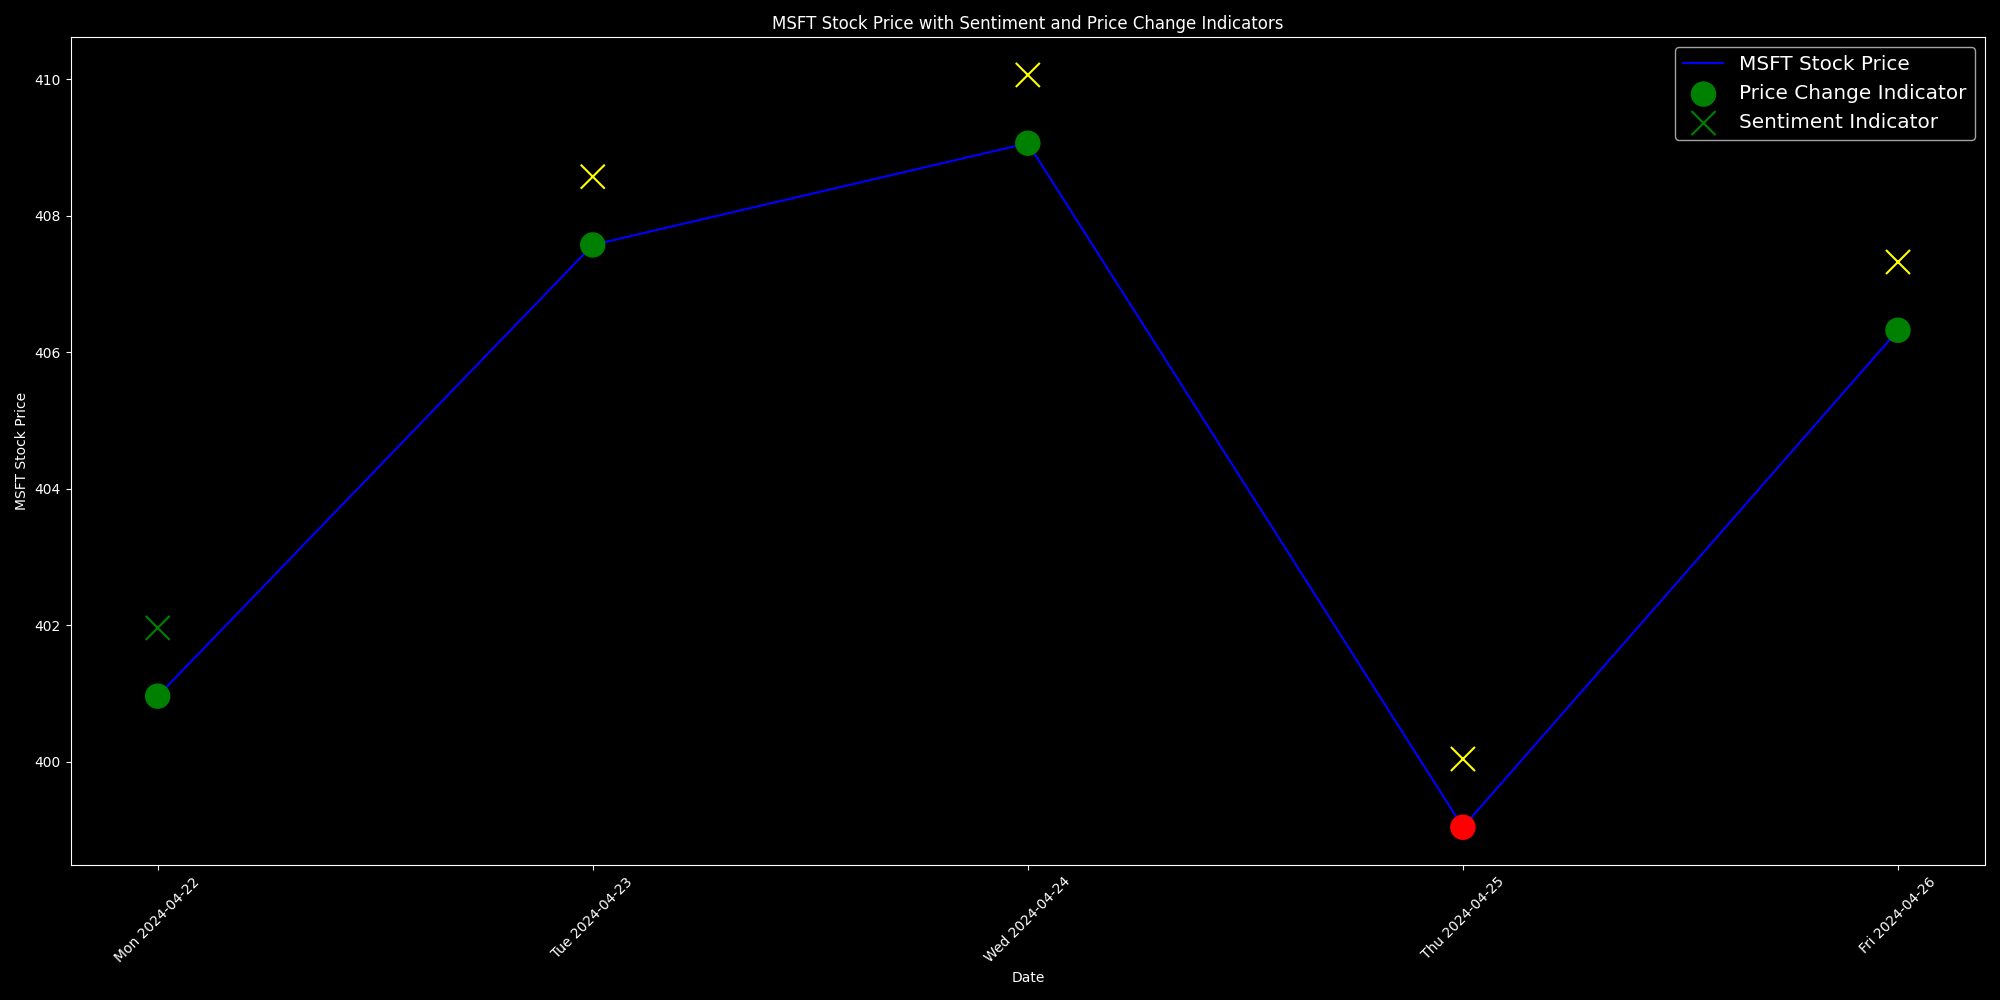 MSFT Stock Price with Sentiment and Price Change Indicators
MSFT Stock Price
Price Change Indicator
Sentiment Indicator
410
408
406
404
402
400
MSFT Stock Price
Mon 2024-04-22
Tue 2024-04-23
Wed 2024-04-24
Thu 2024-04-25
Fri 2024-04-26
Date